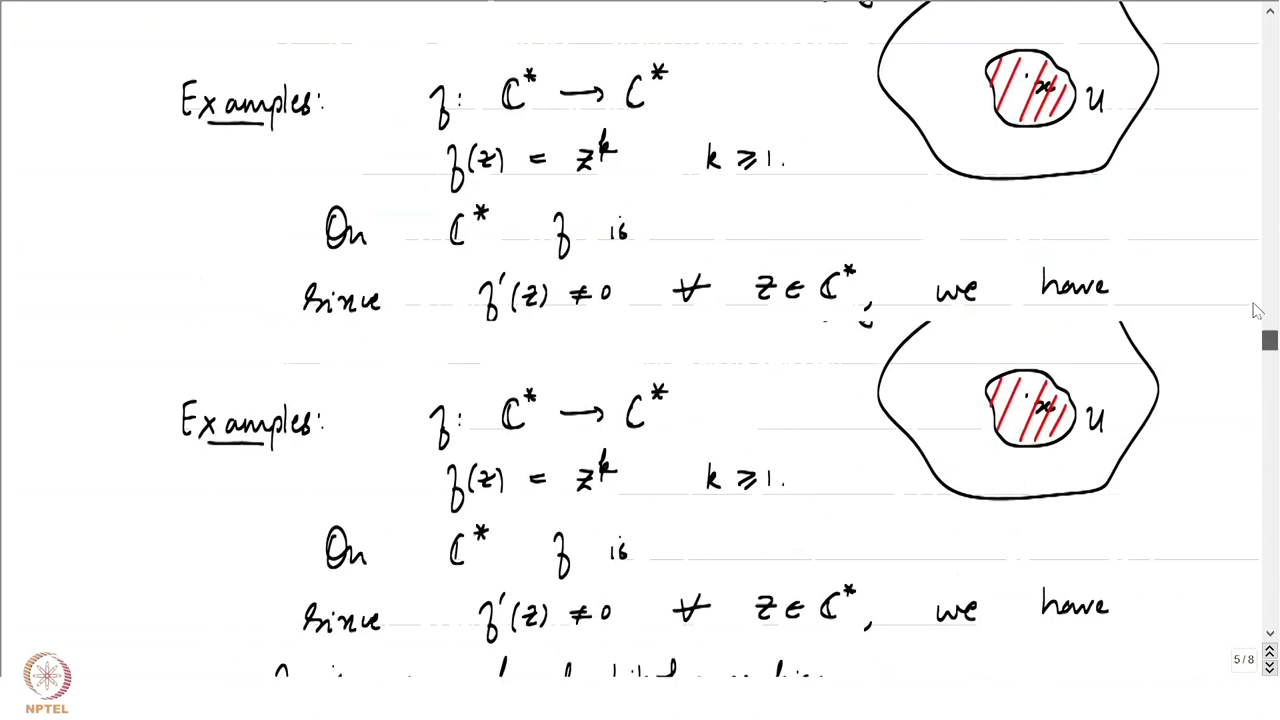 Examples: f: ℂ* → ℂ*
x U
f(z) = z^k k ≥ 1.
On ℂ* f is
since f'(z) ≠ 0 ∀ z ∈ ℂ*, we have
Examples: f: ℂ* → ℂ*
x U
f(z) = z^k k ≥ 1.
On ℂ* f is
since f'(z) ≠ 0 ∀ z ∈ ℂ*, we have
5 / 8
NPTEL